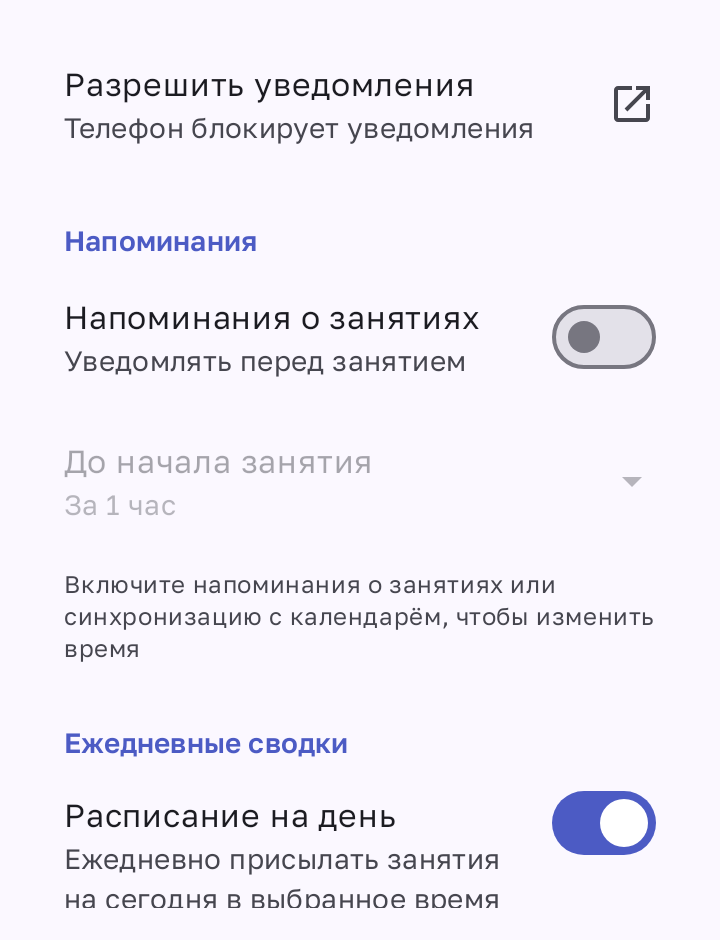 Разрешить уведомления
Телефон блокирует уведомления
Напоминания
Напоминания о занятиях
Уведомлять перед занятием
До начала занятия
За 1 час
Включите напоминания о занятиях или
синхронизацию с календарём, чтобы изменить
время
Ежедневные сводки
Расписание на день
Ежедневно присылать занятия
на сегодня в выбранное время